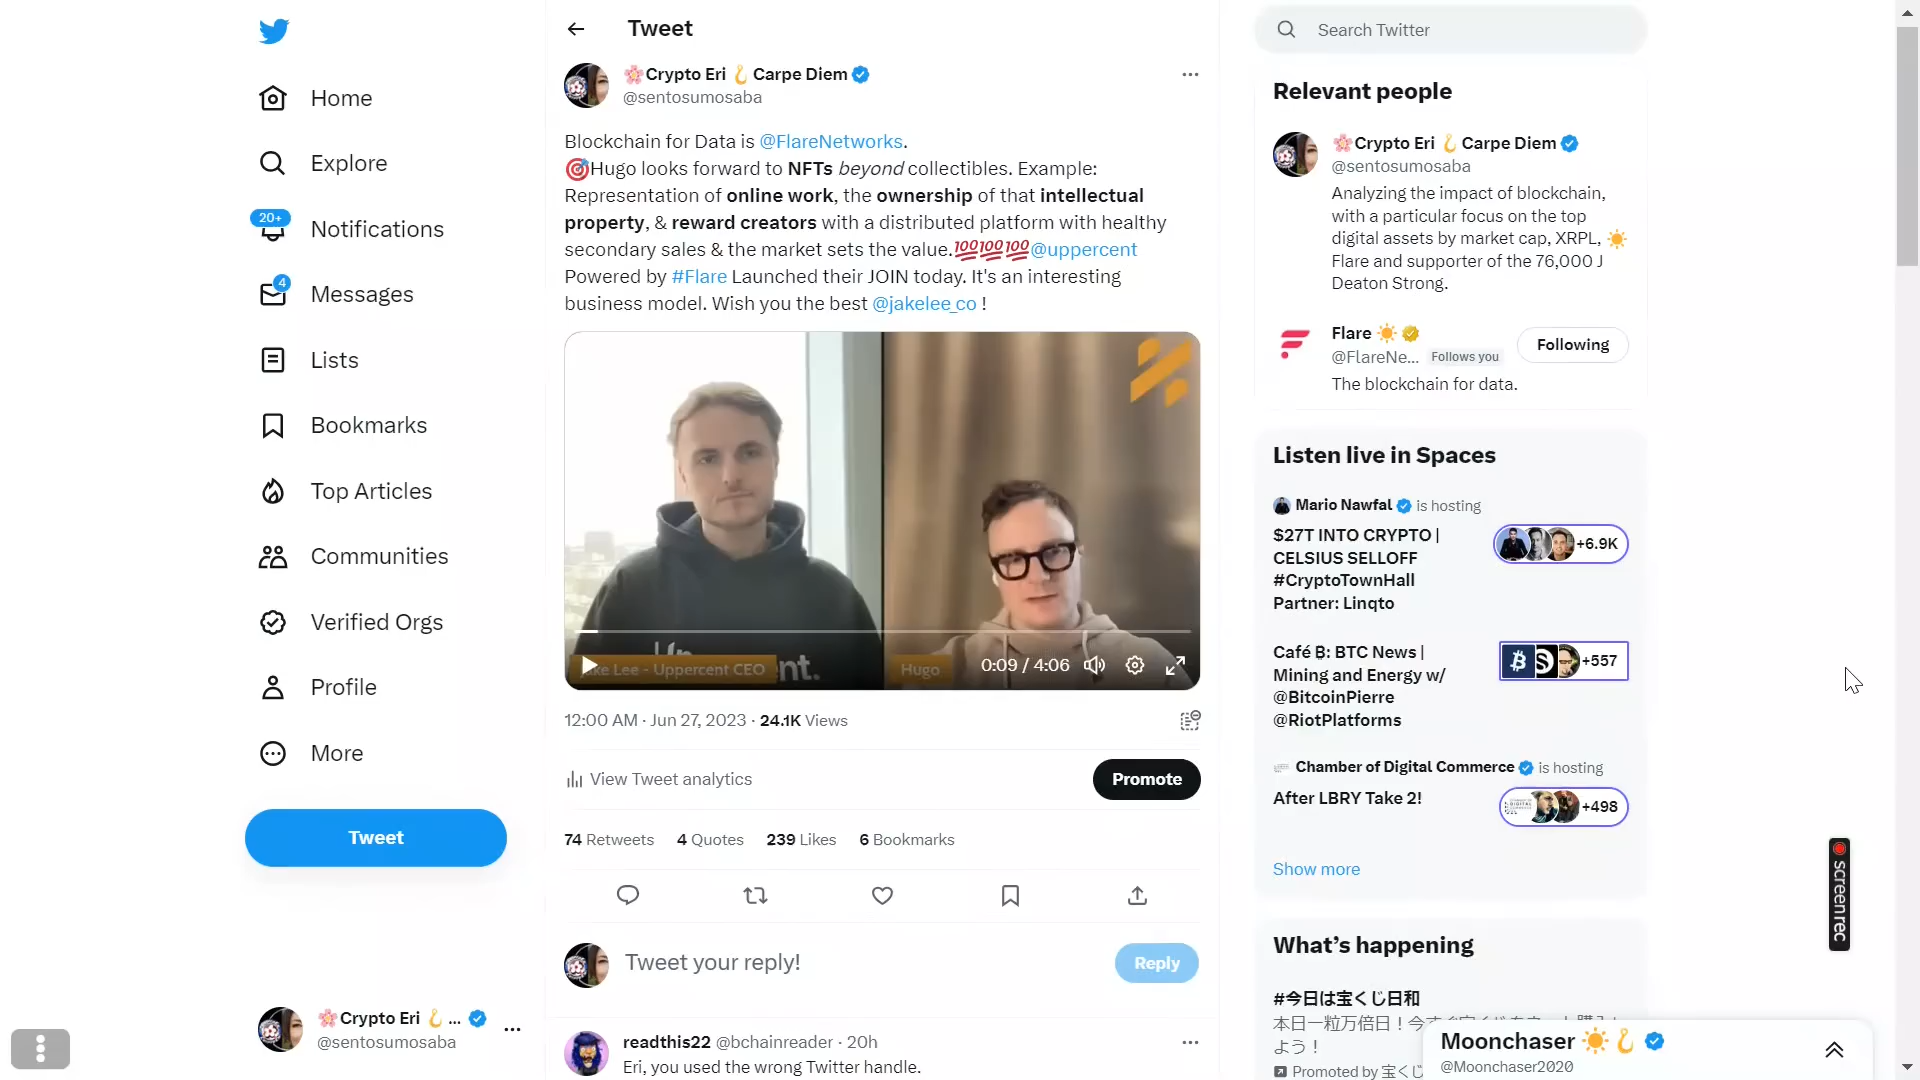 Tweet
Search Twitter
Home
Explore
20+
Notifications
4
Messages
Lists
Bookmarks
Top Articles
Communities
Verified Orgs
Profile
More
Tweet
Crypto Eri Carpe Diem
@sentosumosaba
Blockchain for Data is @FlareNetworks.
Hugo looks forward to NFTs beyond collectibles. Example:
Representation of online work, the ownership of that intellectual
property, & reward creators with a distributed platform with healthy
secondary sales & the market sets the value.💯💯💯@uppercent
Powered by #Flare Launched their JOIN today. It's an interesting
business model. Wish you the best @jakelee_co !
ke Lee - Uppercent CEO
nt.
Hugo
0:09 / 4:06
12:00 AM · Jun 27, 2023 · 24.1K Views
View Tweet analytics
Promote
74 Retweets 4 Quotes 239 Likes 6 Bookmarks
Tweet your reply!
Reply
readthis22 @bchainreader · 20h
Eri, you used the wrong Twitter handle.
Crypto Eri ...
@sentosumosaba
Relevant people
Crypto Eri Carpe Diem
@sentosumosaba
Analyzing the impact of blockchain,
with a particular focus on the top
digital assets by market cap, XRPL,
Flare and supporter of the 76,000 J
Deaton Strong.
Flare
@FlareNe... Follows you
Following
The blockchain for data.
Listen live in Spaces
Mario Nawfal is hosting
$27T INTO CRYPTO |
CELSIUS SELLOFF
#CryptoTownHall
Partner: Linqto
+6.9K
Café ₿: BTC News |
Mining and Energy w/
@BitcoinPierre
@RiotPlatforms
+557
Chamber of Digital Commerce is hosting
After LBRY Take 2!
+498
Show more
What's happening
#今日は宝くじ日和
本日一粒万倍日！今す
よう！
Promoted by 宝くじ
Moonchaser
@Moonchaser2020
screenrec